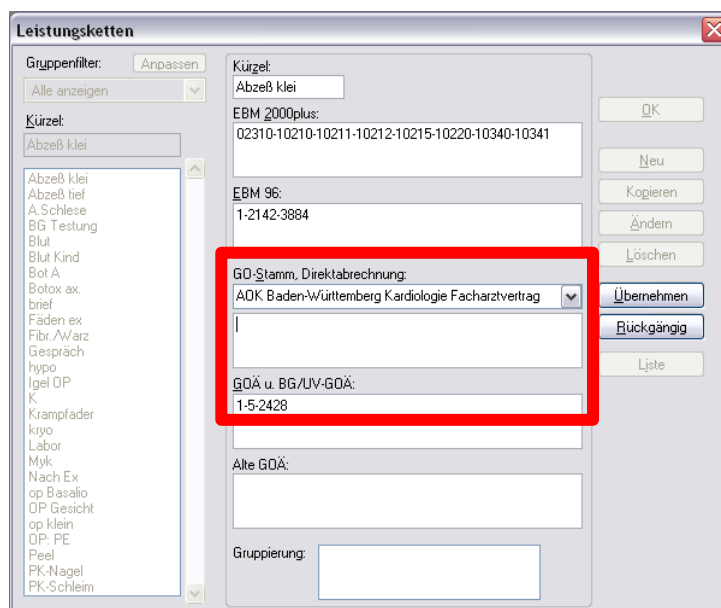 Leistungsketten
Gruppenfilter:
Anpassen
Alle anzeigen
Kürzel:
Abzeß klei
Abzeß klei
Abzeß tief
A.Schlese
BG Testung
Blut
Blut Kind
Bot A
Botox ax.
brief
Fäden ex
Fibr./Warz
Gespräch
hypo
Igel OP
K
Krampfader
kryo
Labor
Myk
Nach Ex
op Basalio
OP Gesicht
op klein
OP: PE
Peel
PK-Nagel
PK-Schleim
Kürzel:
Abzeß klei
EBM 2000plus:
02310-10210-10211-10212-10215-10220-10340-10341
EBM 96:
1-2142-3884
GO-Stamm, Direktabrechnung:
AOK Baden-Württemberg Kardiologie Facharztvertrag
GOÄ u. BG/UV-GOÄ:
1-5-2428
Alte GOÄ:
Gruppierung:
OK
Neu
Kopieren
Ändern
Löschen
Übernehmen
Rückgängig
Liste